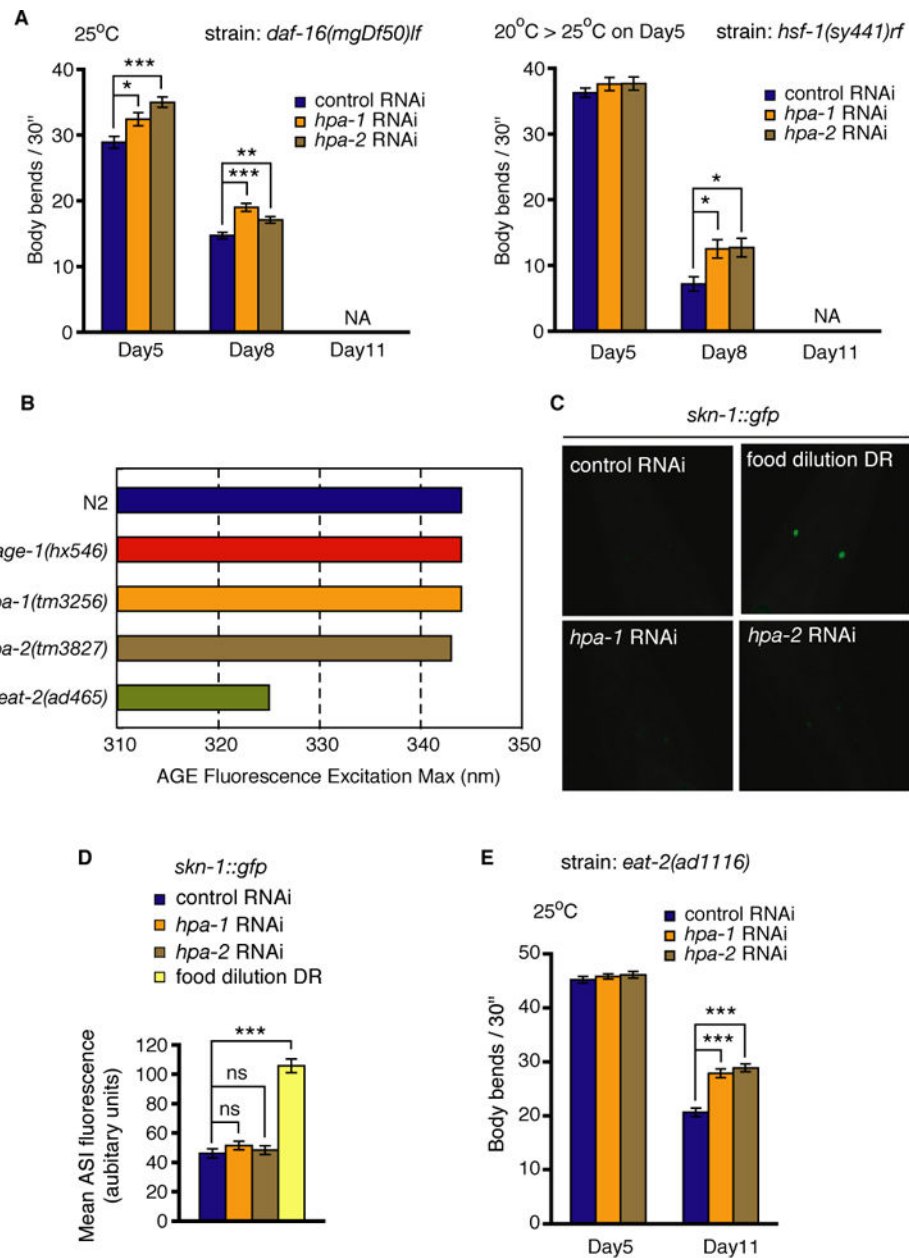 A
25°C
strain: daf-16(mgDf50)lf
control RNAi
hpa-1 RNAi
hpa-2 RNAi
***
*
**
***
Body bends / 30"
40
30
20
10
0
NA
Day5 Day8 Day11
20°C > 25°C on Day5
strain: hsf-1(sy441)rf
control RNAi
hpa-1 RNAi
hpa-2 RNAi
*
*
Body bends / 30"
40
30
20
10
0
NA
Day5 Day8 Day11
B
N2
age-1(hx546)
pa-1(tm3256)
pa-2(tm3827)
eat-2(ad465)
310 320 330 340 350
AGE Fluorescence Excitation Max (nm)
C
skn-1::gfp
control RNAi
food dilution DR
hpa-1 RNAi
hpa-2 RNAi
D
skn-1::gfp
control RNAi
hpa-1 RNAi
hpa-2 RNAi
food dilution DR
***
ns
ns
Mean ASI fluorescence
(aubitary units)
120
100
80
60
40
20
0
E
strain: eat-2(ad1116)
25°C
control RNAi
hpa-1 RNAi
hpa-2 RNAi
***
***
Body bends / 30"
50
40
30
20
10
0
Day5 Day11